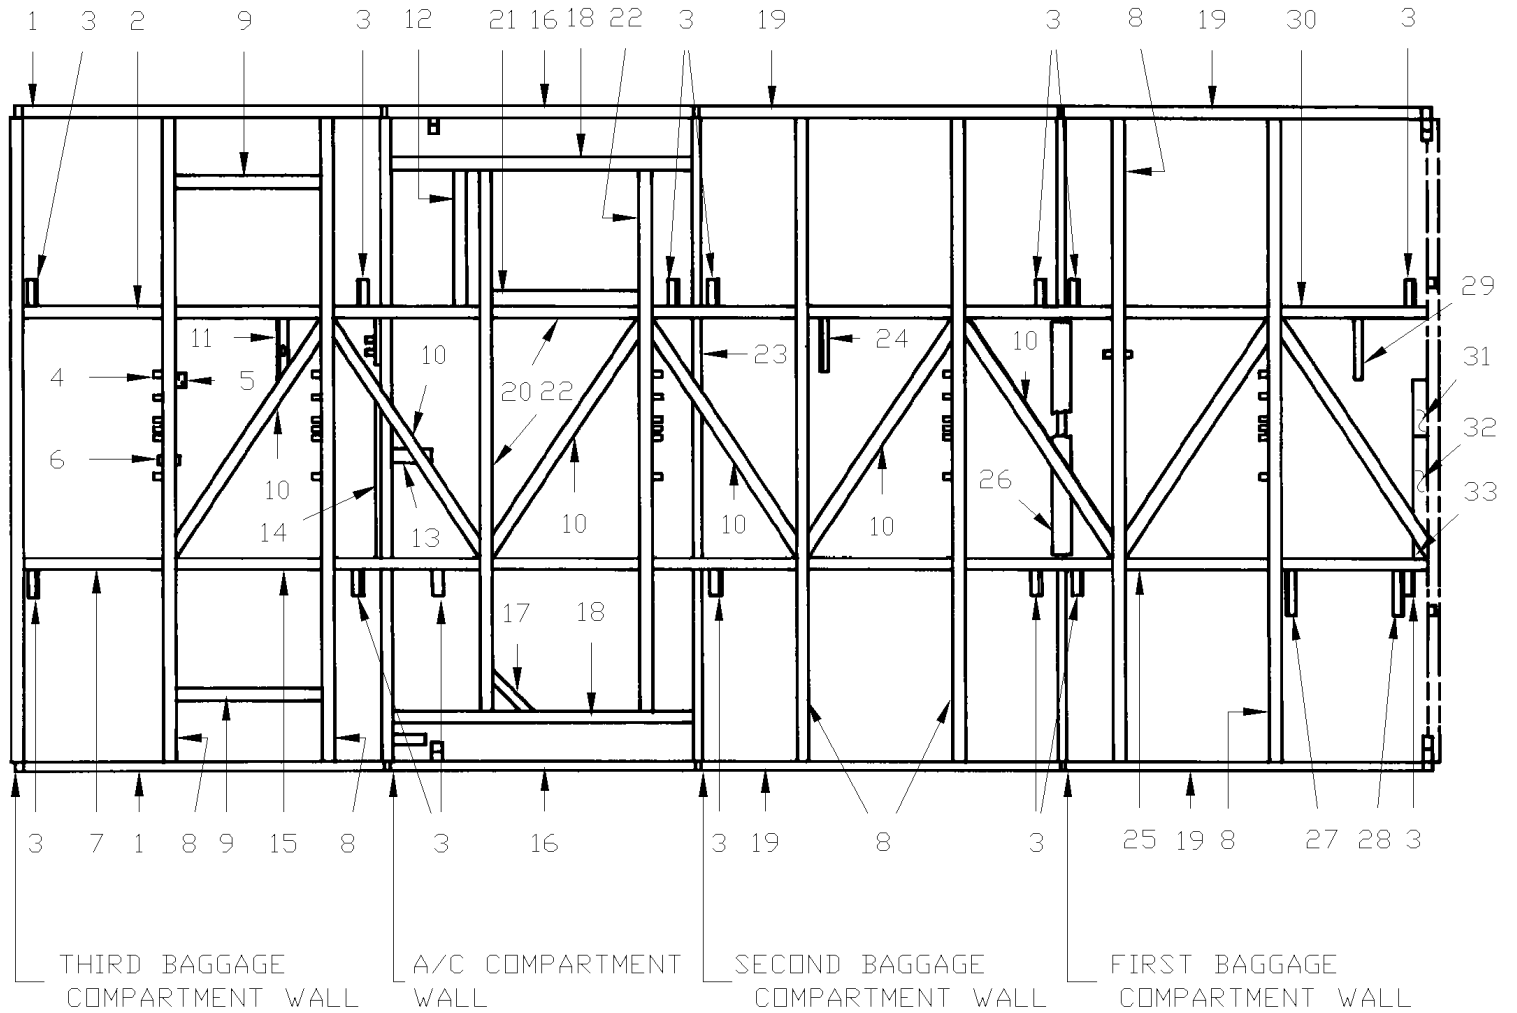 1 3 2 9 3 12 21 16 18 22 3 19 3 8 19 30 3
29
11 10 23 24 10 31
4 5 20 22
6 26 32
10 14 13 10 10 10 33
17 18
3 7 1 8 9 15 8 3 16 3 19 8 3 25 19 8 27 28 3
THIRD BAGGAGE
COMPARTMENT WALL
A/C COMPARTMENT
WALL
SECOND BAGGAGE
COMPARTMENT WALL
FIRST BAGGAGE
COMPARTMENT WALL